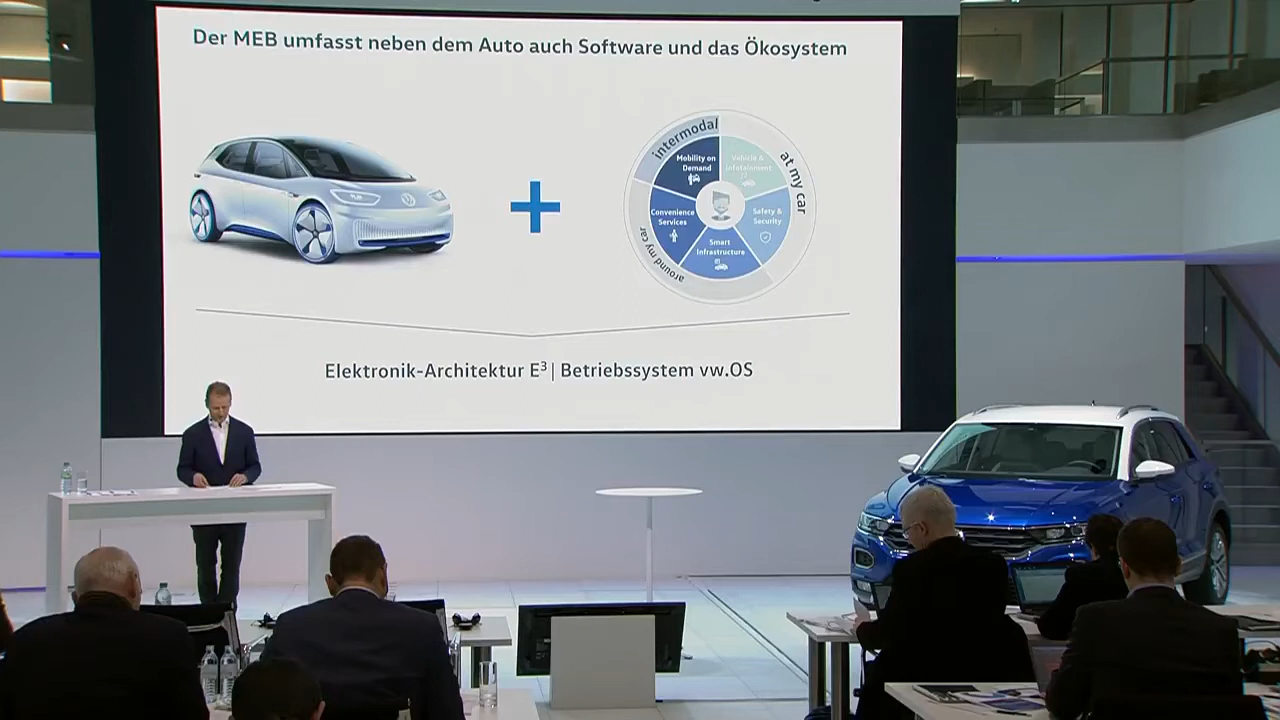 Der MEB umfasst neben dem Auto auch Software und das Ökosystem
intermodal
at my car
around my car
Mobility on
Demand
Vehicle &
Infotainment
Convenience
Services
Safety &
Security
Smart
Infrastructure
Elektronik-Architektur E³ | Betriebssystem vw.OS